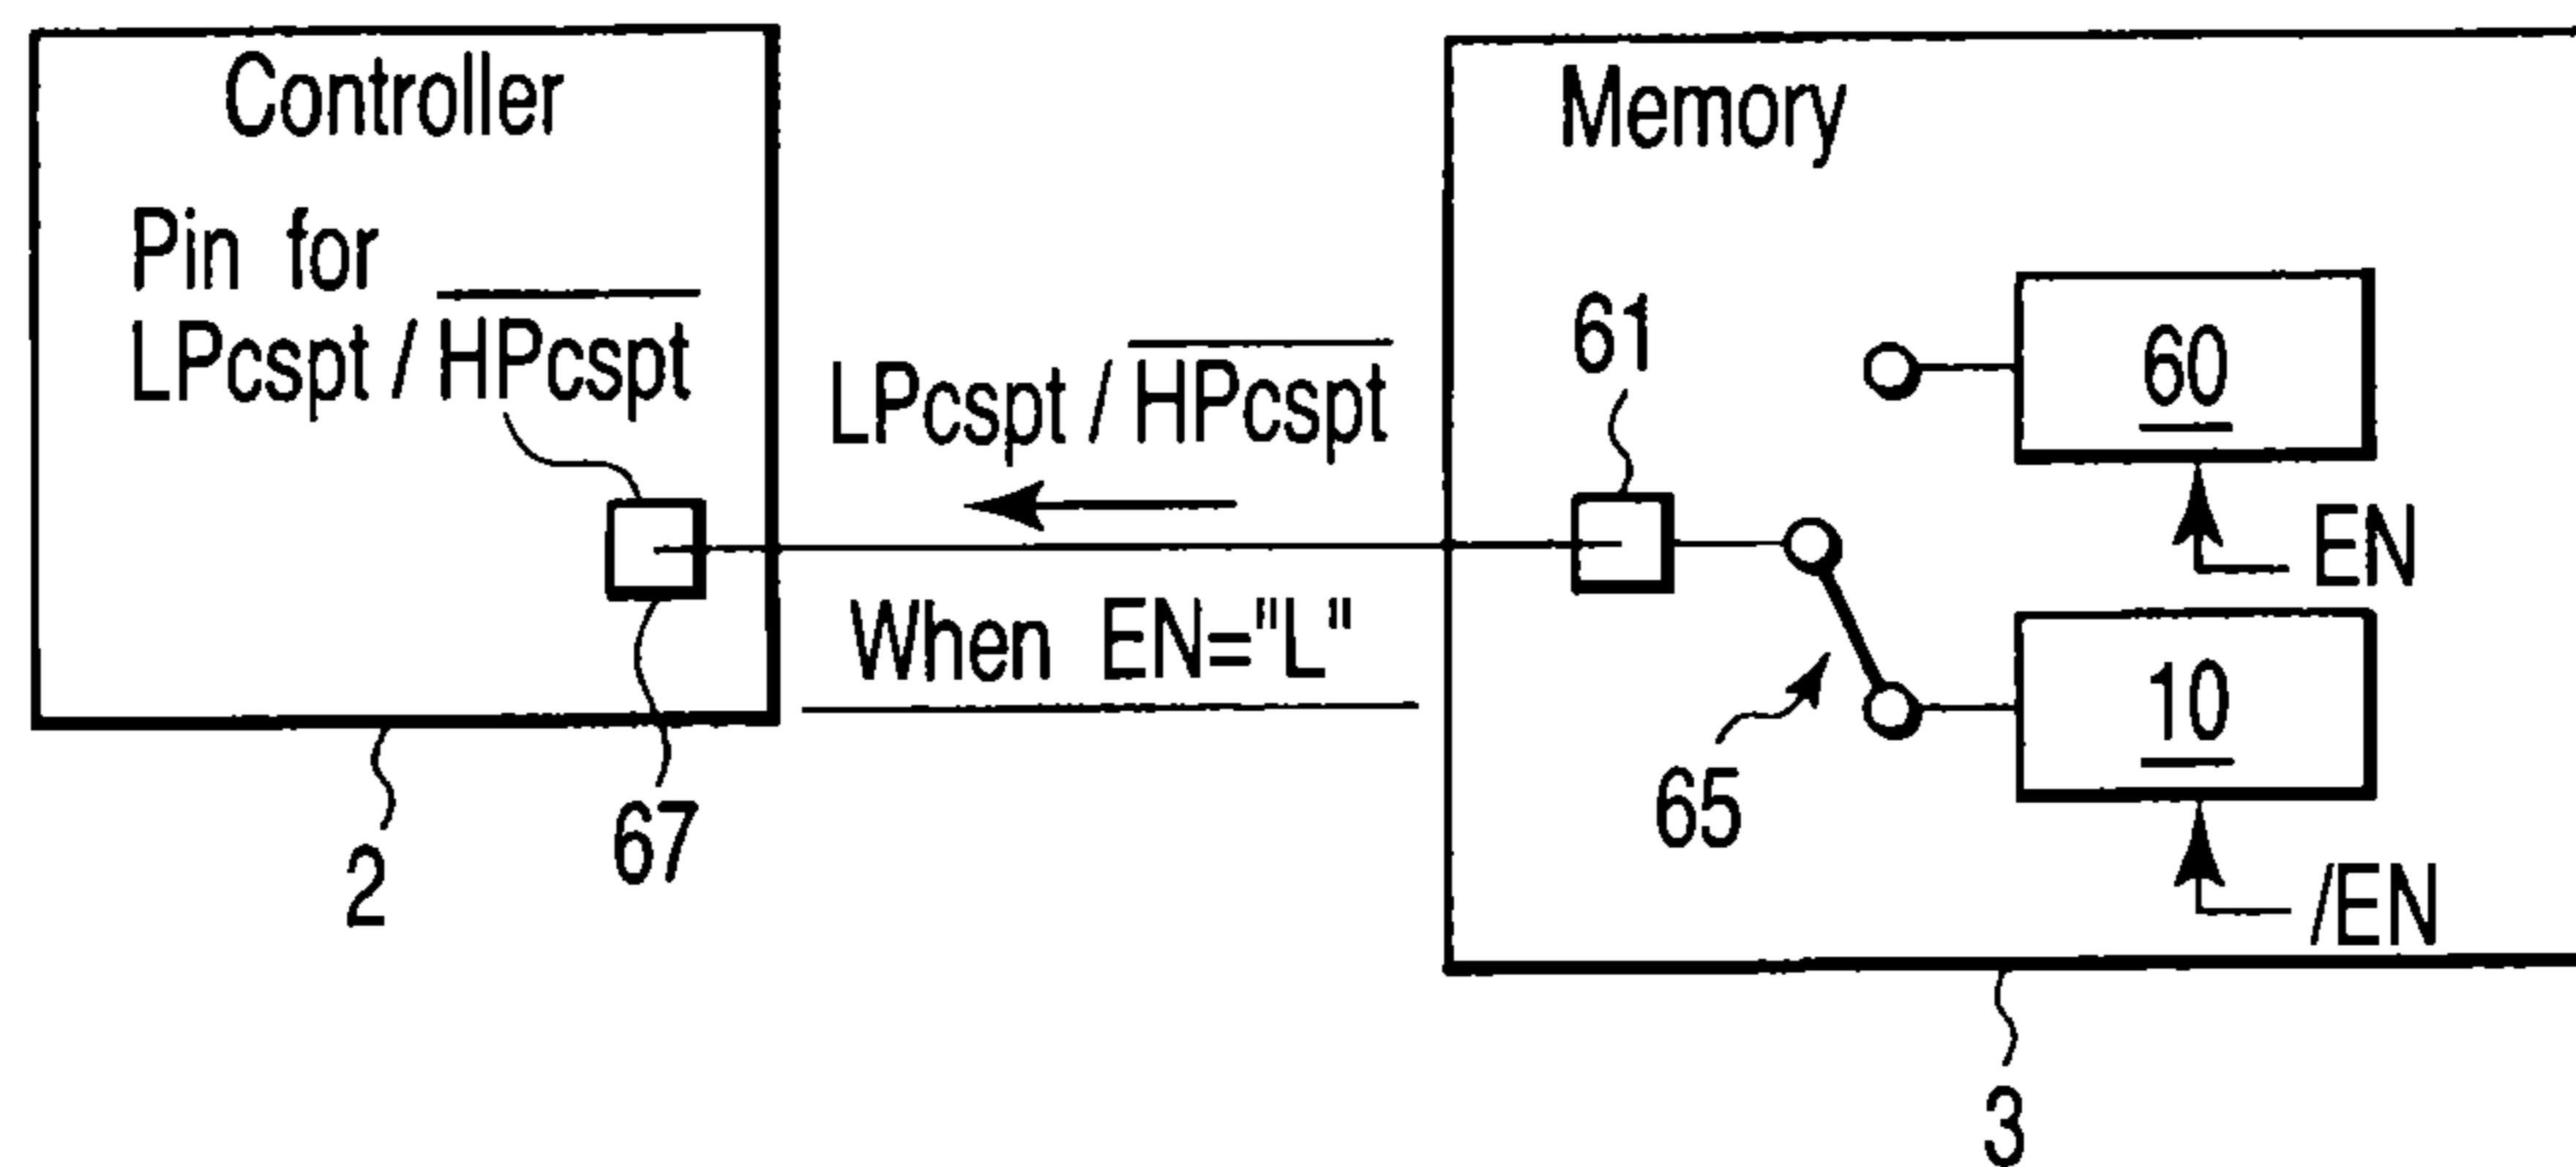 Controller
Pin for
LPcspt / HPcspt
67
2
LPcspt / HPcspt
When EN="L"
Memory
61
65
60
EN
10
/EN
3